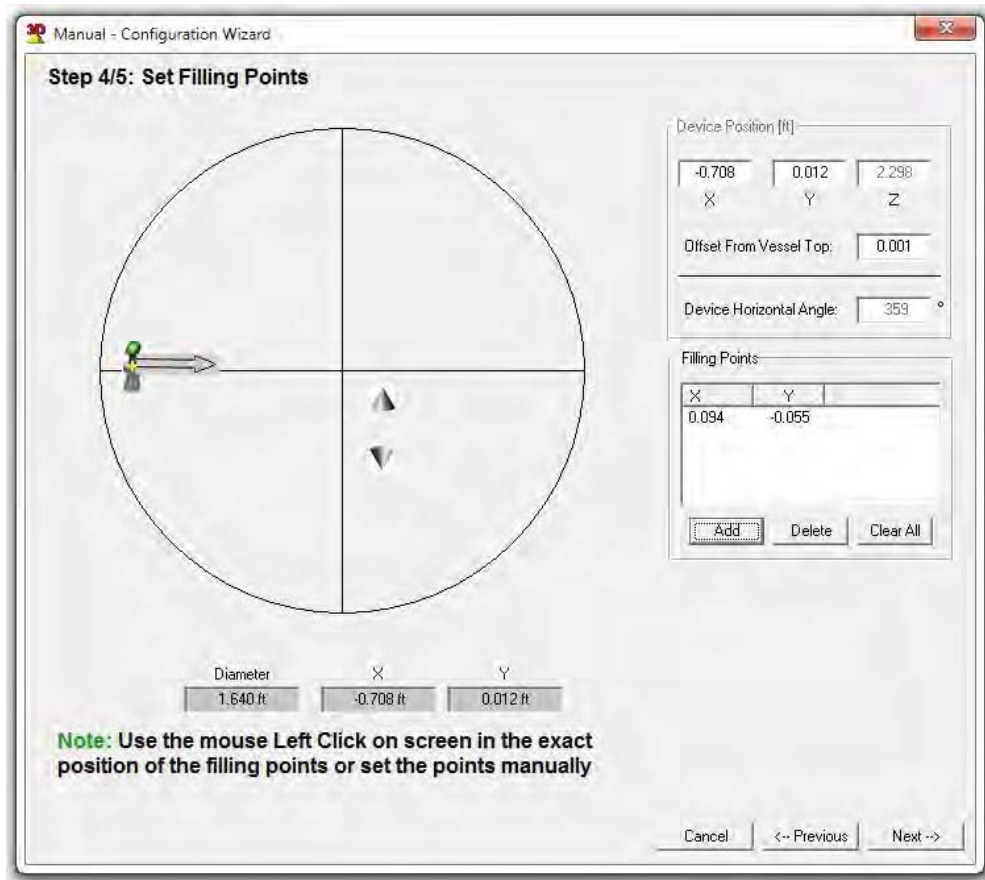 3D Manual - Configuration Wizard
Step 4/5: Set Filling Points
Device Position [ft]
-0.708 0.012 2.298
X Y Z
Offset From Vessel Top: 0.001
Device Horizontal Angle: 359 °
Filling Points
X Y
0.094 -0.055
Add Delete Clear All
Diameter X Y
1.640 ft -0.708 ft 0.012 ft
Note: Use the mouse Left Click on screen in the exact
position of the filling points or set the points manually
Cancel <-- Previous Next -->